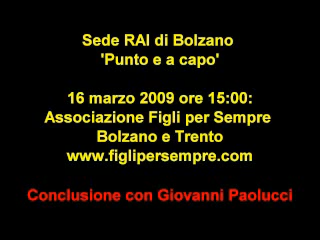 Sede RAI di Bolzano
'Punto e a capo'
16 marzo 2009 ore 15:00:
Associazione Figli per Sempre
Bolzano e Trento
www.figlipersempre.com
Conclusione con Giovanni Paolucci